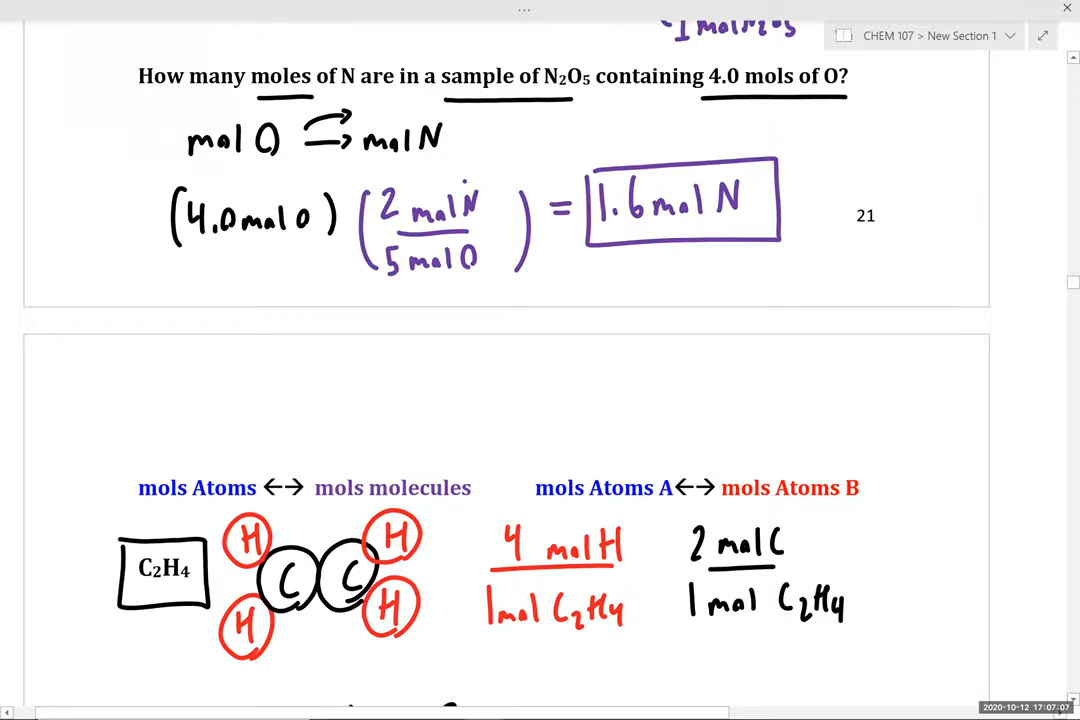 CHEM 107 > New Section 1
1 mol N2O5
How many moles of N are in a sample of N₂O₅ containing 4.0 mols of O?
mol O → mol N
(4.0 mol O) (2 mol N / 5 mol O) = 1.6 mol N
21
mols Atoms ↔ mols molecules
mols Atoms A↔ mols Atoms B
C₂H₄
H H
C C
H H
4 mol H
1 mol C₂H₄
2 mol C
1 mol C₂H₄
2020-10-12 17:07:07